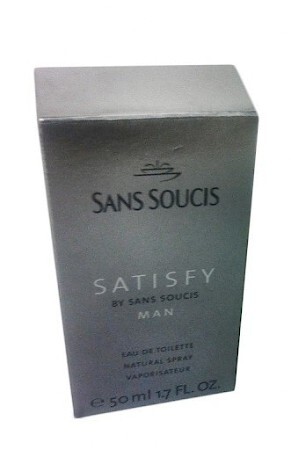 SANS SOUCIS
SATISFY
BY SANS SOUCIS
MAN
EAU DE TOILETTE
NATURAL SPRAY
VAPORISATEUR
℮ 50 ml 1.7 FL. OZ.